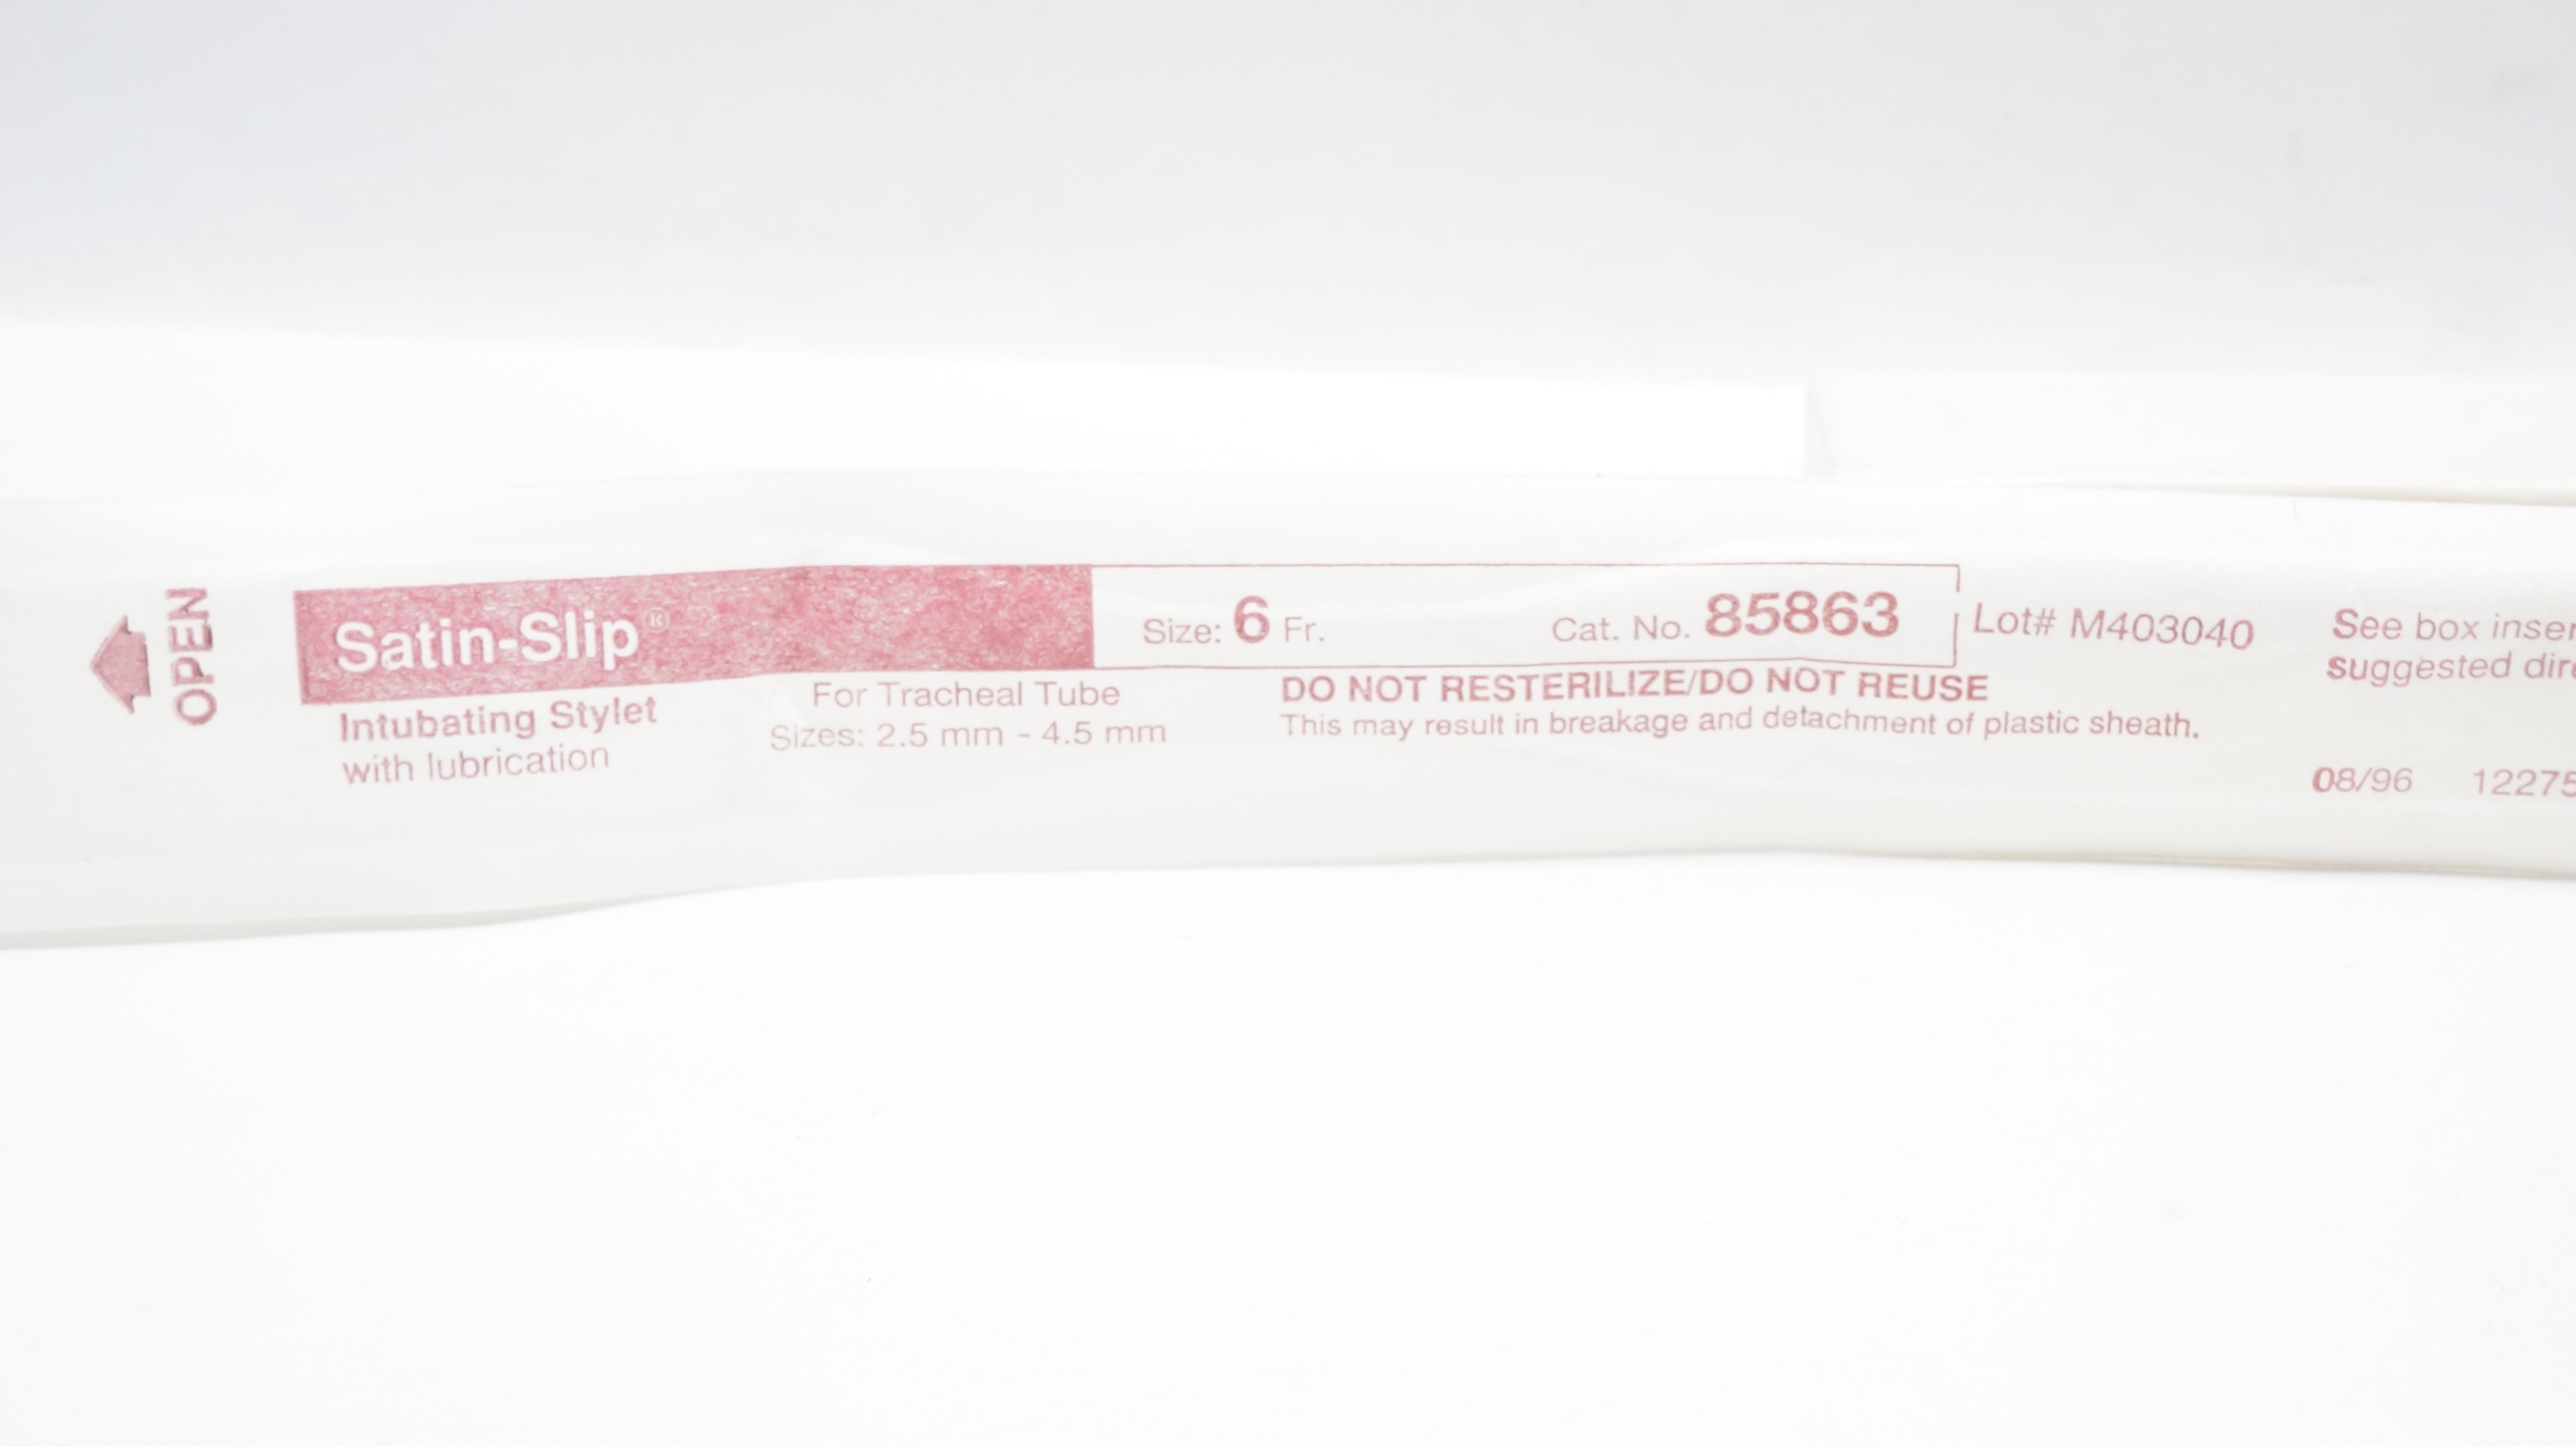 OPEN
Satin-Slip®
Intubating Stylet
with lubrication
For Tracheal Tube
Sizes: 2.5 mm - 4.5 mm
Size: 6 Fr.
Cat. No. 85863
DO NOT RESTERILIZE/DO NOT REUSE
This may result in breakage and detachment of plastic sheath.
Lot# M403040
See box
suggested
08/96 12275